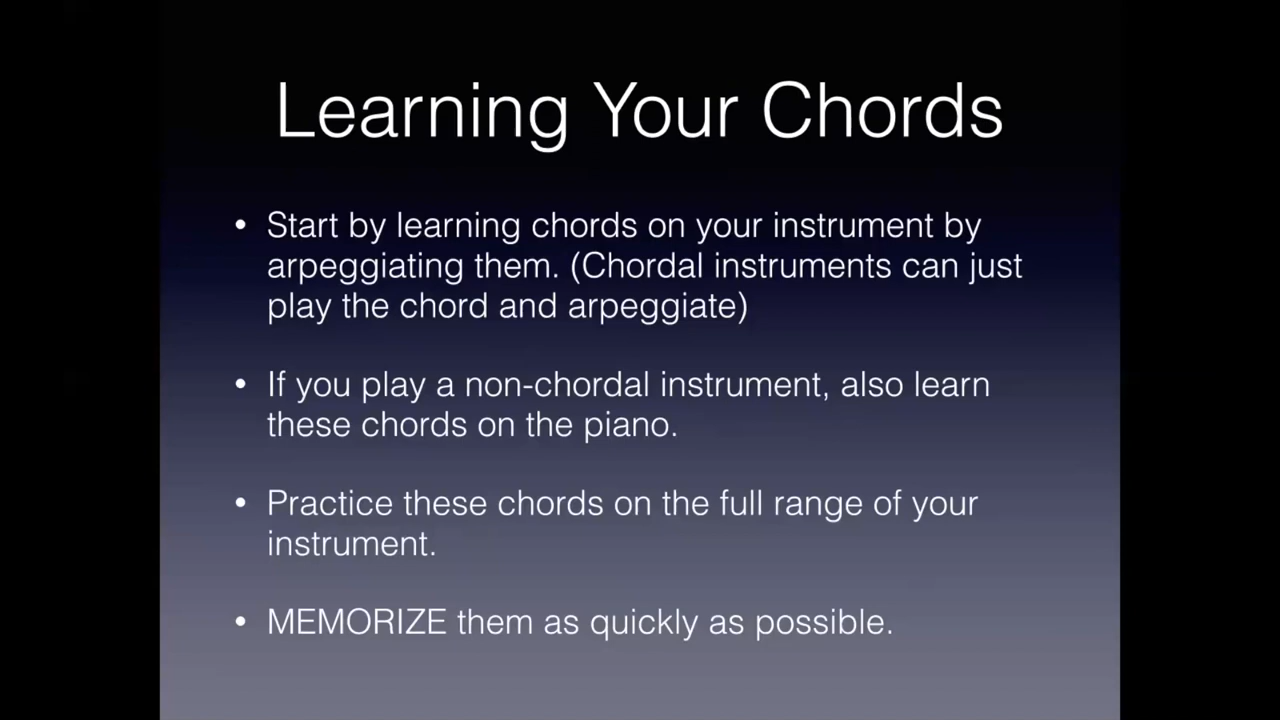 Learning Your Chords
• Start by learning chords on your instrument by
arpeggiating them. (Chordal instruments can just
play the chord and arpeggiate)
• If you play a non-chordal instrument, also learn
these chords on the piano.
• Practice these chords on the full range of your
instrument.
• MEMORIZE them as quickly as possible.